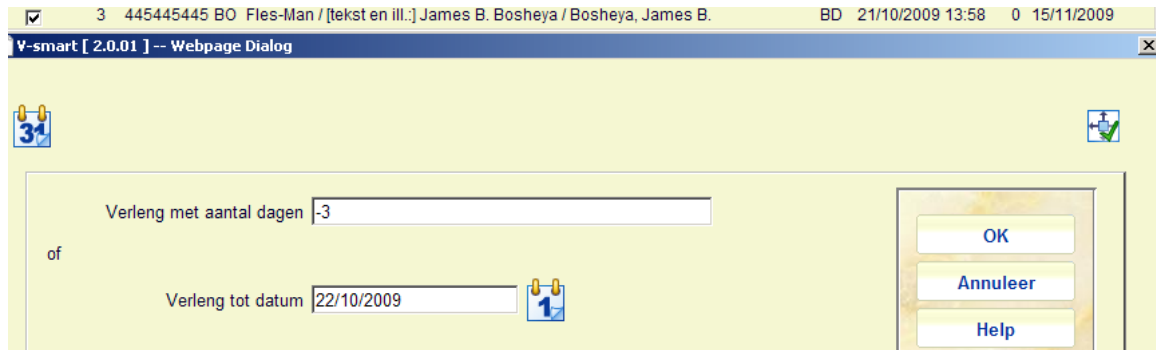 3 445445445 BO Fles-Man / [tekst en ill.:] James B. Bosheya / Bosheya, James B. BD 21/10/2009 13:58 0 15/11/2009
V-smart [ 2.0.01 ] -- Webpage Dialog
31
Verleng met aantal dagen -3
of
Verleng tot datum 22/10/2009 1
OK
Annuleer
Help